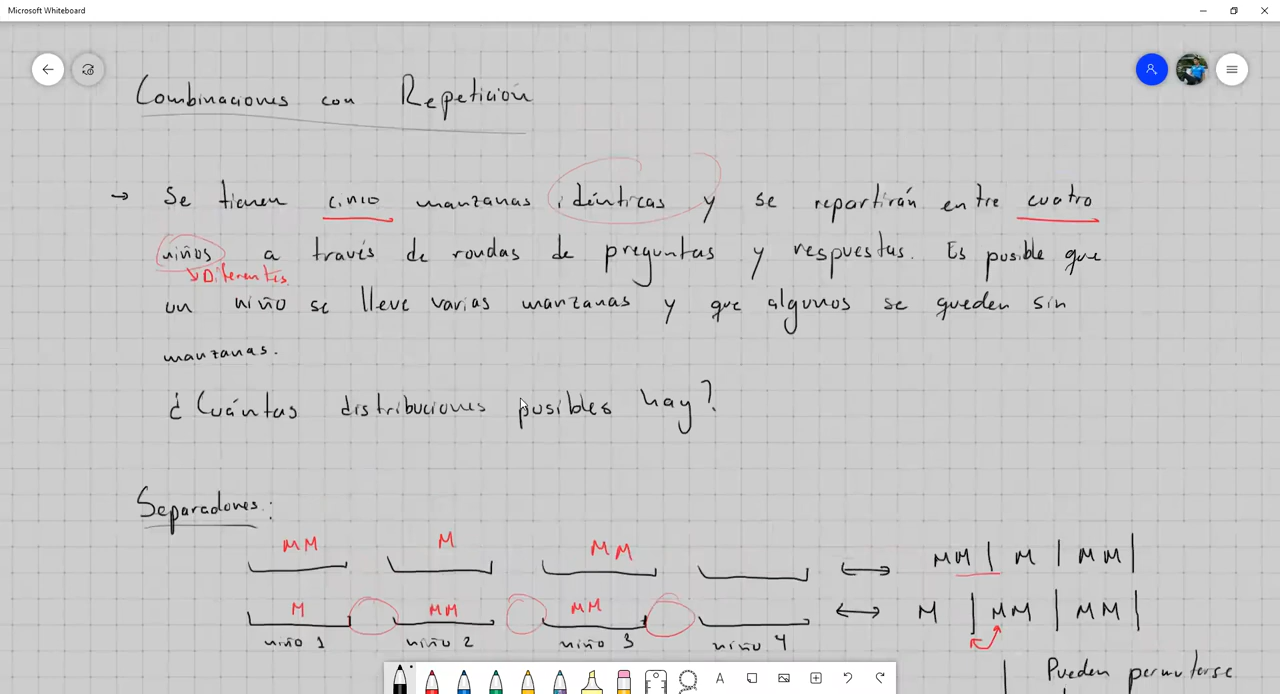 Microsoft Whiteboard
Combinaciones con Repetición
→ Se tienen cinco manzanas idénticas y se repartirán entre cuatro
niños a través de rondas de preguntas y respuestas. Es posible que
↘ Diferentes.
un niño se lleve varias manzanas y que algunos se queden sin
manzanas.
¿Cuántas distribuciones posibles hay?
Separadores:
MM M MM ↔ MM | M | MM |
M MM MM ↔ M | MM | MM |
niño 1 niño 2 niño 3 niño 4
Pueden permutarse